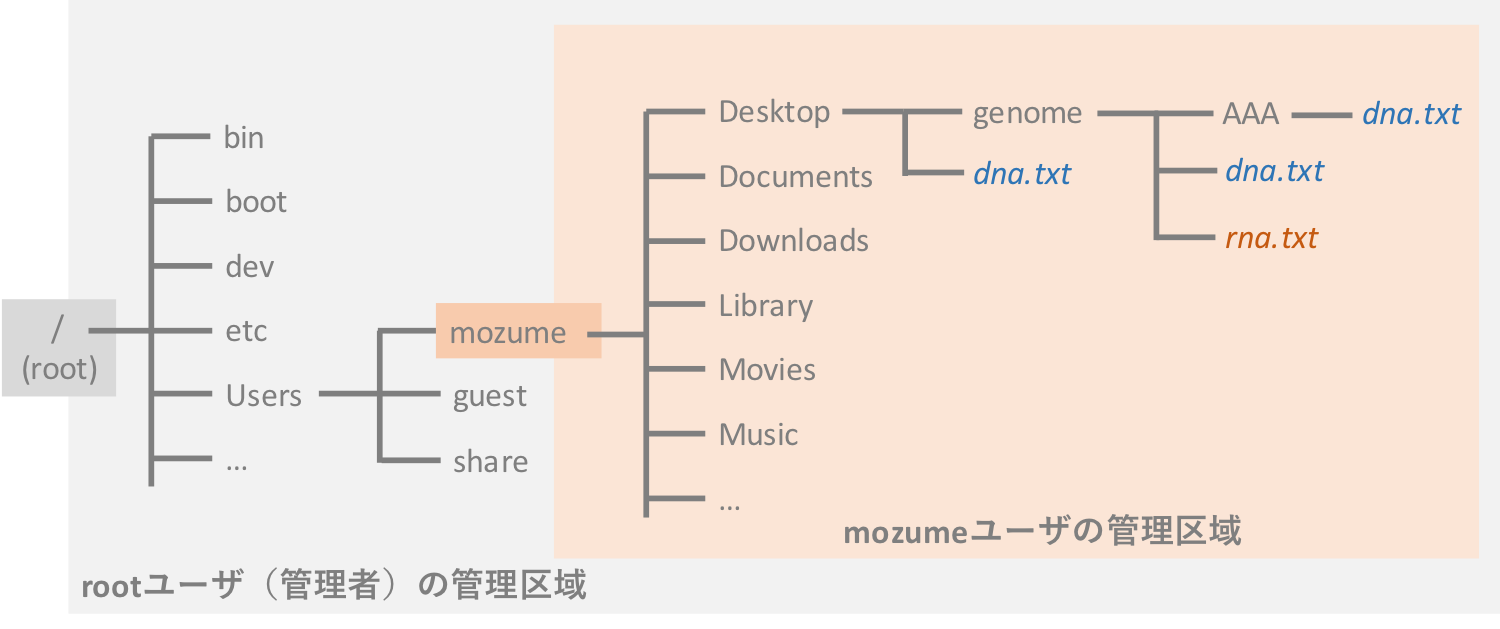 /
(root)
bin
boot
dev
etc
Users
...
mozume
guest
share
Desktop
Documents
Downloads
Library
Movies
Music
...
genome
dna.txt
AAA
dna.txt
rna.txt
dna.txt
mozumeユーザの管理区域
rootユーザ（管理者）の管理区域